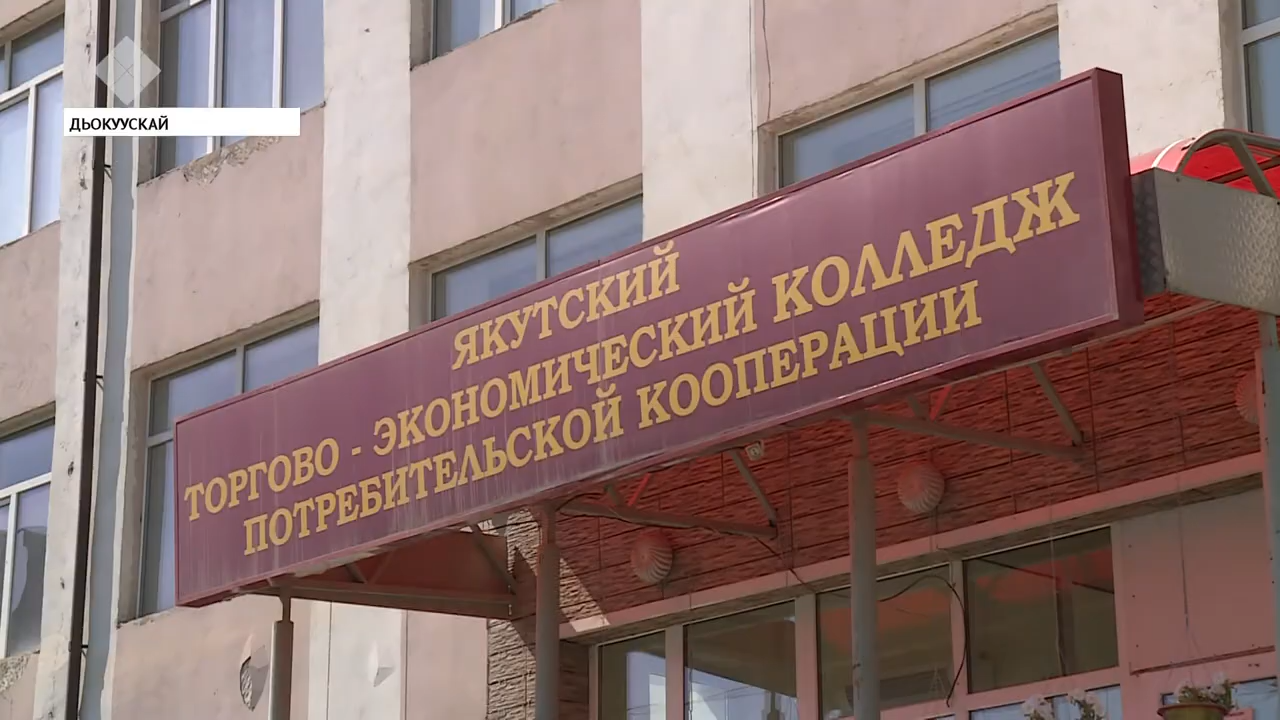 ДЬОКУУСКАЙ
ЯКУТСКИЙ
ТОРГОВО - ЭКОНОМИЧЕСКИЙ КОЛЛЕДЖ
ПОТРЕБИТЕЛЬСКОЙ КООПЕРАЦИИ